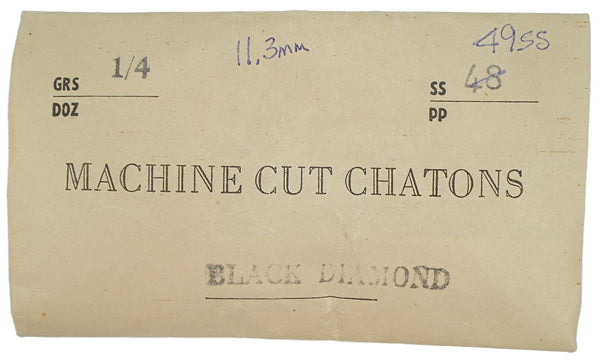 11.3mm 49ss
GRS 1/4 SS 48
DOZ PP
MACHINE CUT CHATONS
BLACK DIAMOND